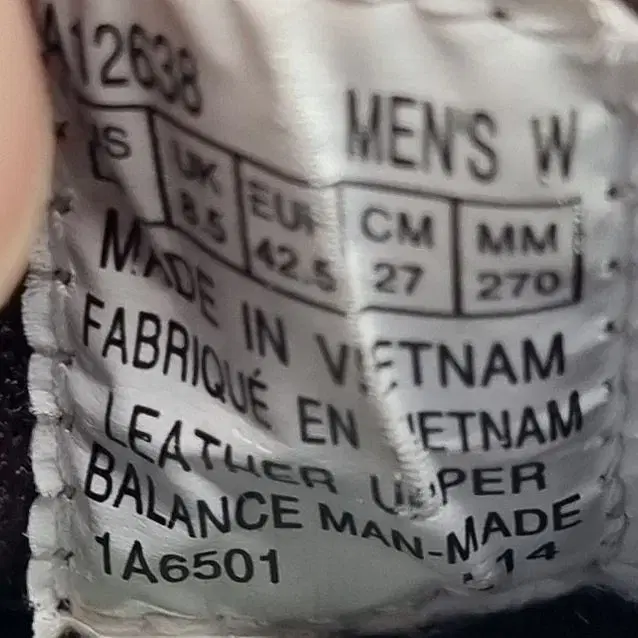 A12638
MEN'S W
UK EUR CM MM
8.5 42.5 27 270
MADE IN VIETNAM
FABRIQUÉ EN VIETNAM
LEATHER UPPER
BALANCE MAN-MADE
1A6501 14